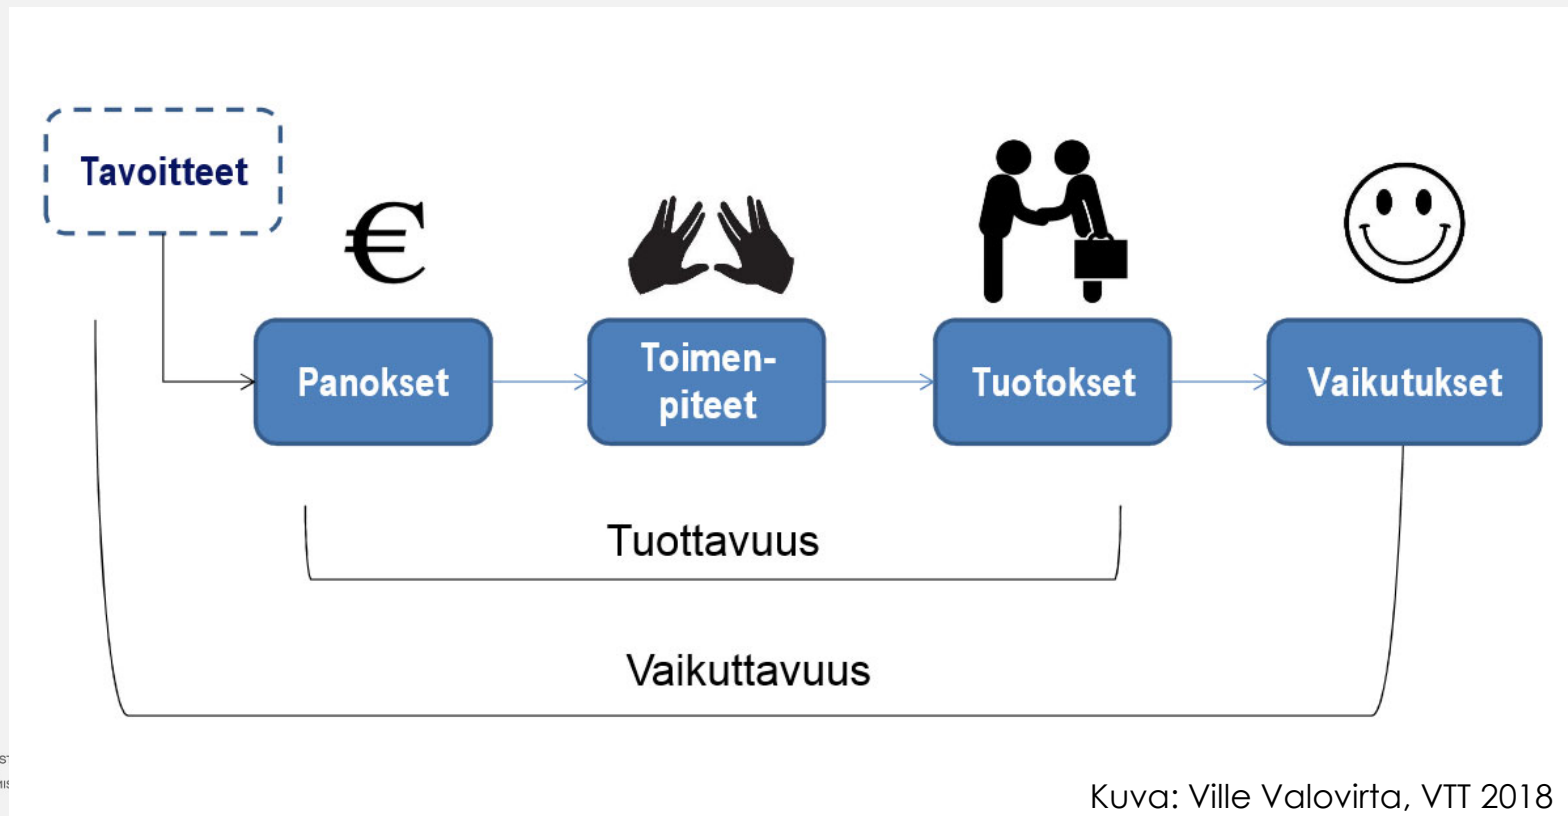 Tavoitteet
€
Panokset
Toimen-
piteet
Tuotokset
Vaikutukset
Tuottavuus
Vaikuttavuus
Kuva: Ville Valovirta, VTT 2018